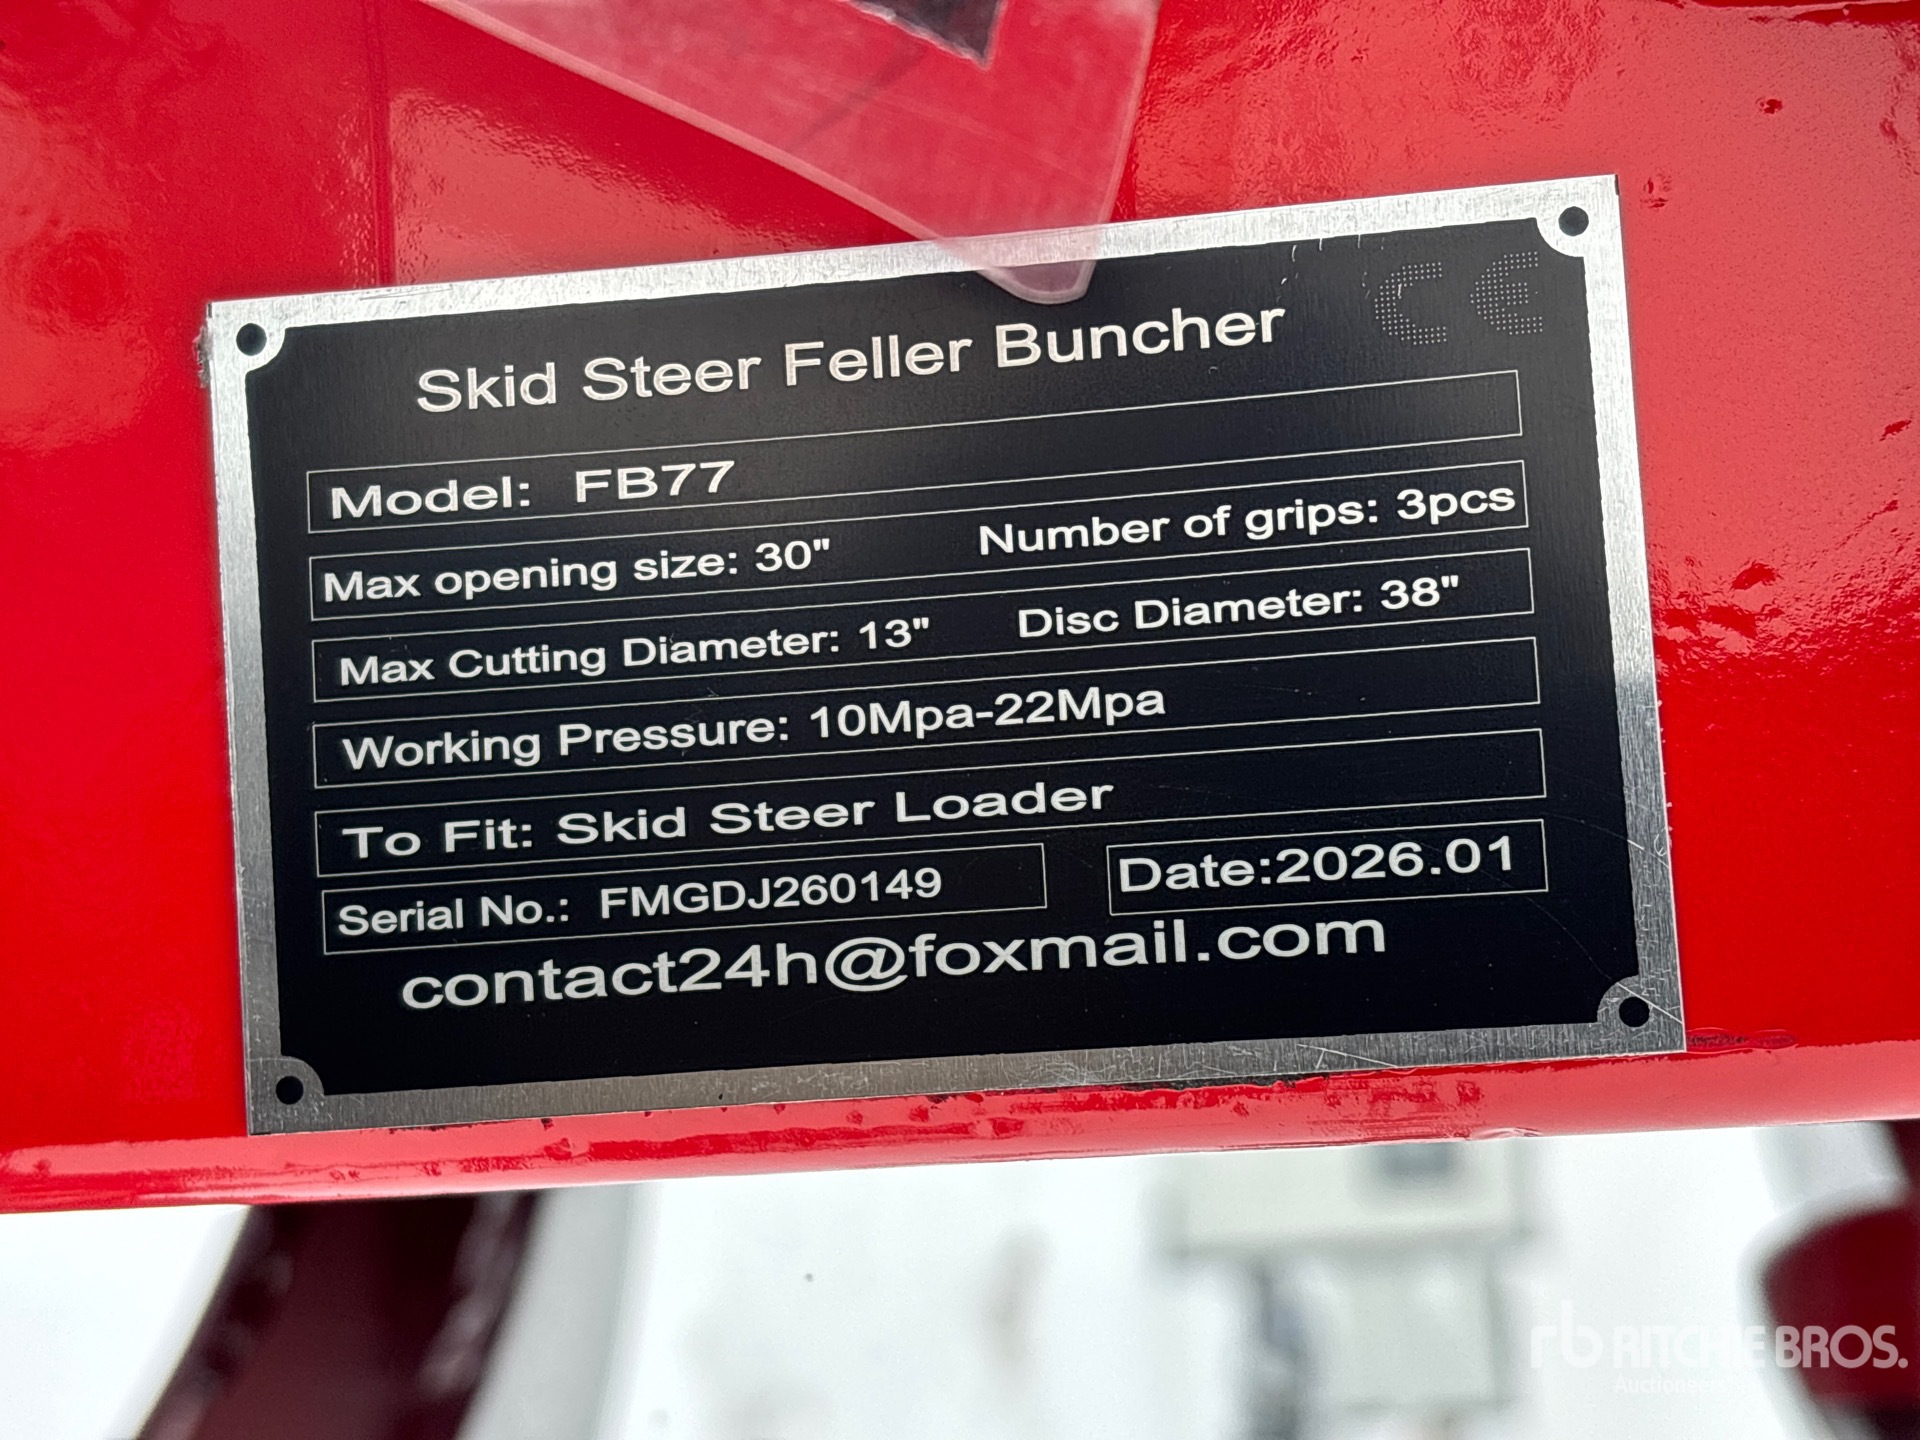 CE
Skid Steer Feller Buncher
Model: FB77
Max opening size: 30" Number of grips: 3pcs
Max Cutting Diameter: 13" Disc Diameter: 38"
Working Pressure: 10Mpa-22Mpa
To Fit: Skid Steer Loader
Serial No.: FMGDJ260149 Date:2026.01
contact24h@foxmail.com
rb RITCHIE BROS.
Auctioneers